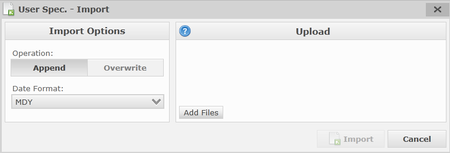 User Spec. - Import
Import Options
Operation:
Append Overwrite
Date Format:
MDY
Upload
Add Files
Import Cancel